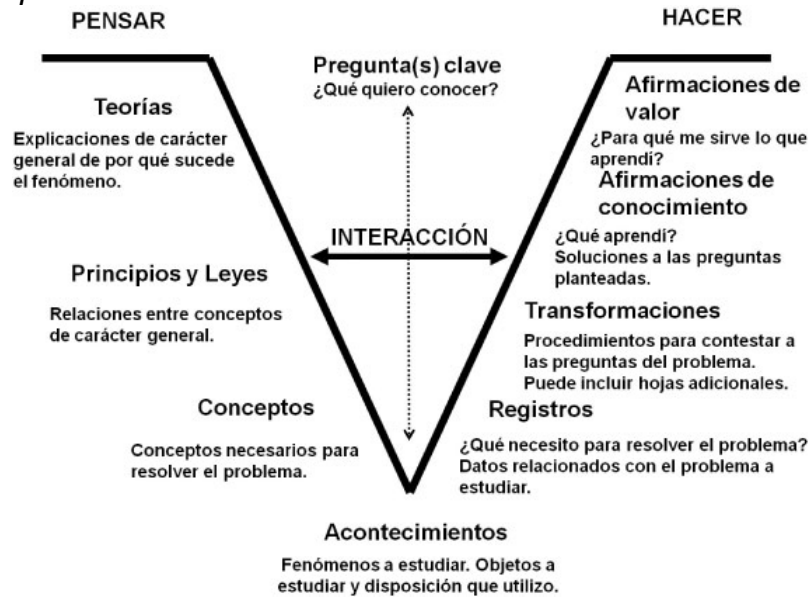 PENSAR
HACER
Pregunta(s) clave
¿Qué quiero conocer?
Teorías
Explicaciones de carácter
general de por qué sucede
el fenómeno.
Afirmaciones de
valor
¿Para qué me sirve lo que
aprendí?
Afirmaciones de
conocimiento
¿Qué aprendí?
Soluciones a las preguntas
planteadas.
INTERACCIÓN
Principios y Leyes
Relaciones entre conceptos
de carácter general.
Transformaciones
Procedimientos para contestar a
las preguntas del problema.
Puede incluir hojas adicionales.
Conceptos
Conceptos necesarios para
resolver el problema.
Registros
¿Qué necesito para resolver el problema?
Datos relacionados con el problema a
estudiar.
Acontecimientos
Fenómenos a estudiar. Objetos a
estudiar y disposición que utilizo.